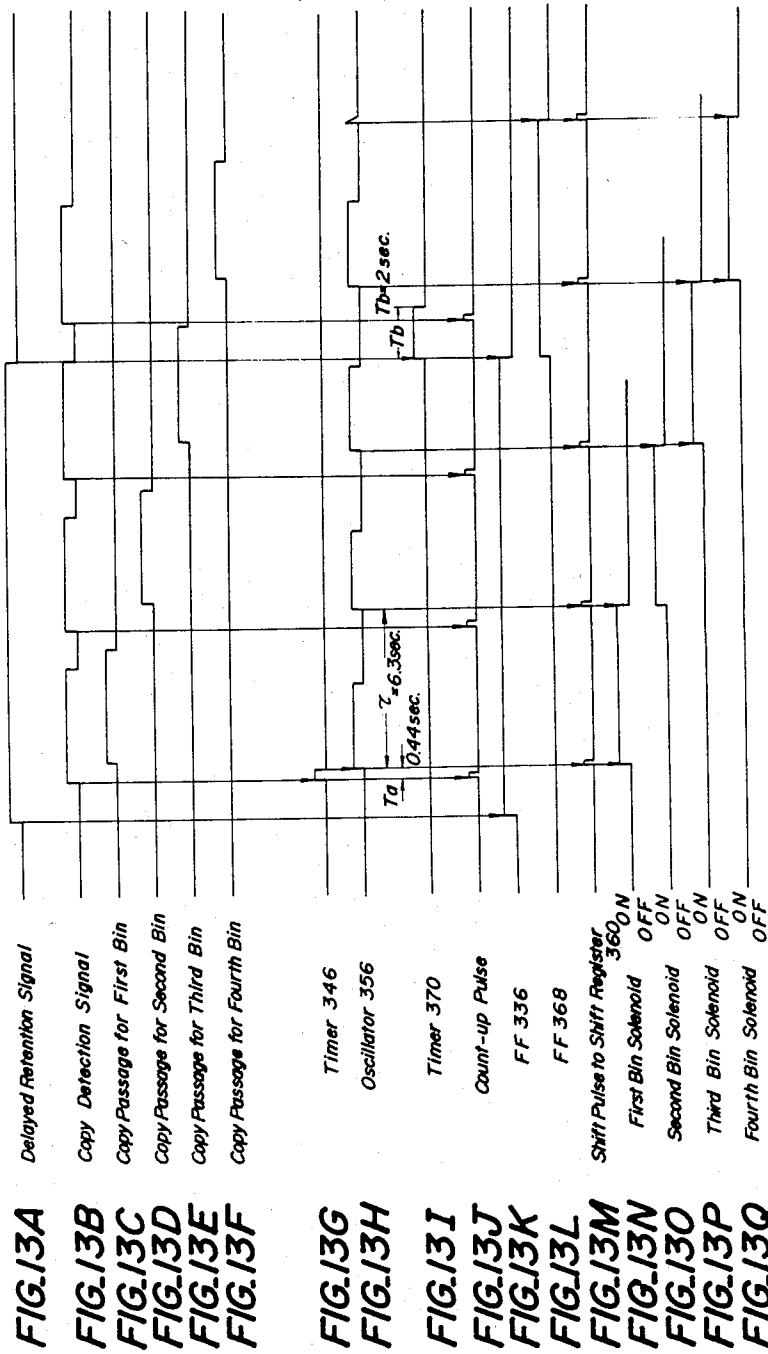 FIG.13A Delayed Retention Signal
FIG.13B Copy Detection Signal
FIG.13C Copy Passage for First Bin
FIG.13D Copy Passage for Second Bin
FIG.13E Copy Passage for Third Bin
FIG.13F Copy Passage for Fourth Bin
FIG.13G Timer 346
FIG.13H Oscillator 356
FIG.13I Timer 370
FIG.13J Count-up Pulse
FIG.13K FF 336
FIG.13L FF 368
FIG.13M Shift Pulse to Shift Register 360
FIG.13N First Bin Solenoid ON OFF
FIG.13O Second Bin Solenoid ON OFF
FIG.13P Third Bin Solenoid ON OFF
FIG.13Q Fourth Bin Solenoid ON OFF
Ta
0.44sec.
τ
=6.3sec.
Tb
Tb=2sec.